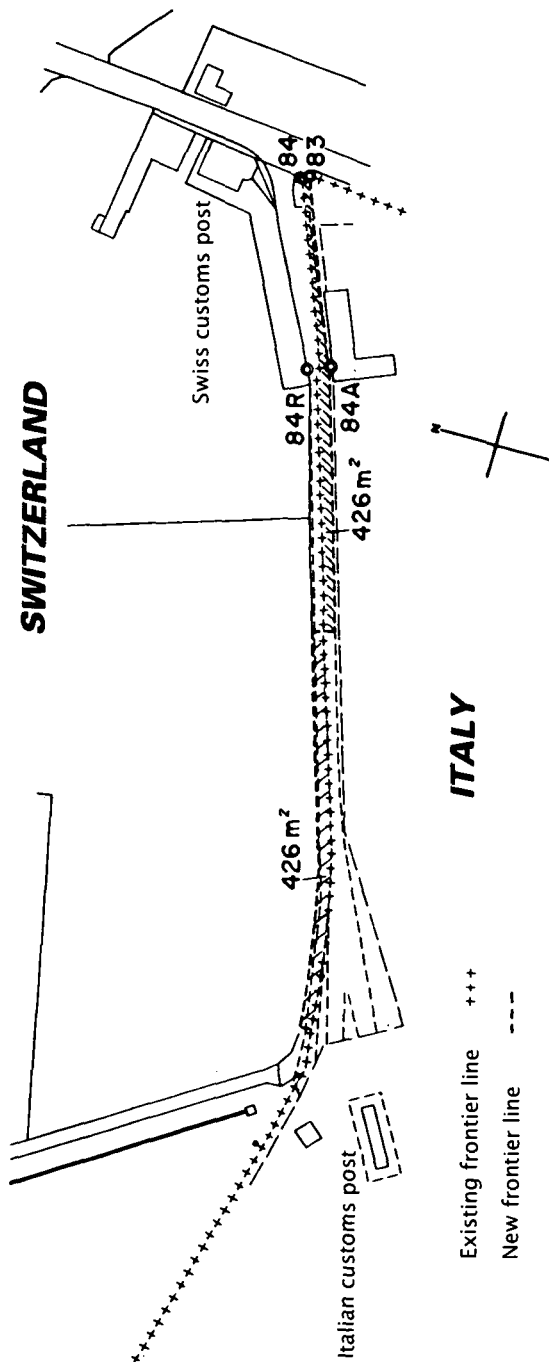 SWITZERLAND
Swiss customs post
84
83
84R
84A
426 m²
426 m²
N
ITALY
Italian customs post
Existing frontier line +++
New frontier line ---